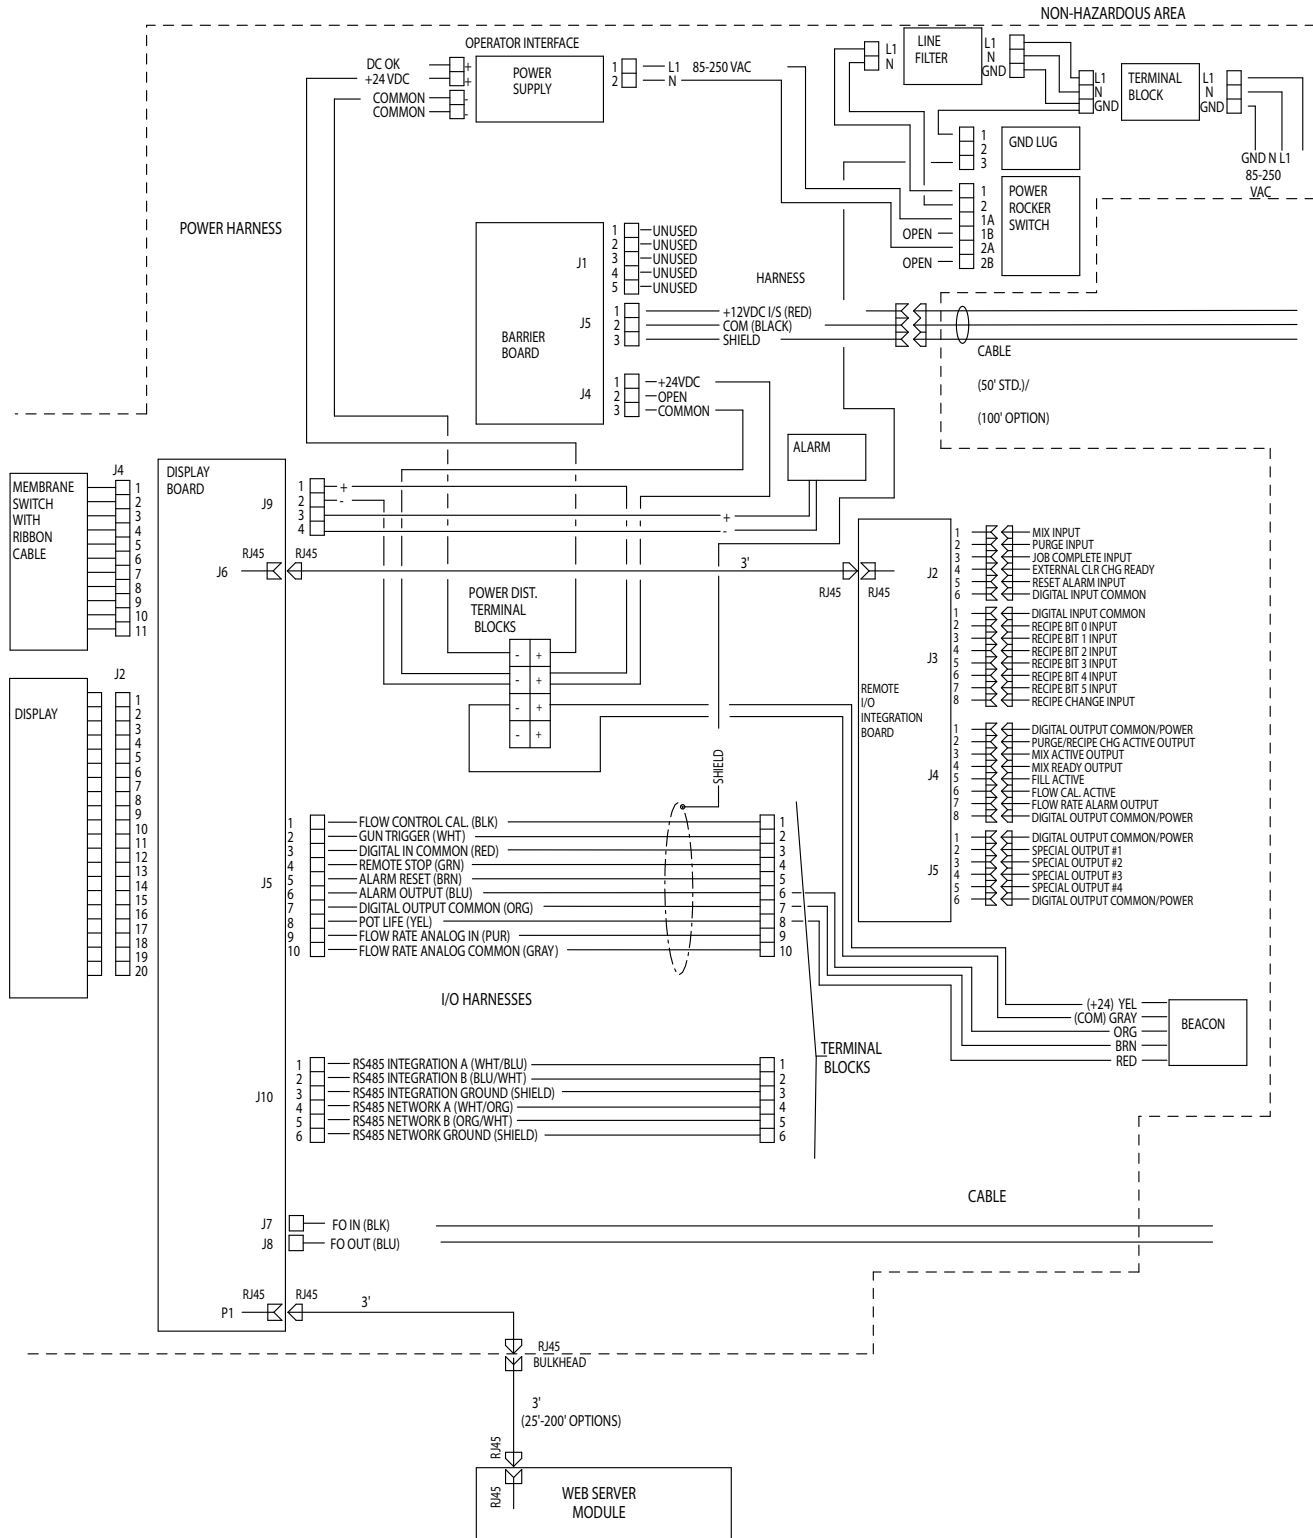 NON-HAZARDOUS AREA
OPERATOR INTERFACE
DC OK
+24 VDC
COMMON
COMMON
+
+
-
-
POWER
SUPPLY
1
2
L1
N
85-250 VAC
L1
N
LINE
FILTER
L1
N
GND
L1
N
GND
TERMINAL
BLOCK
L1
N
GND
GND N L1
85-250
VAC
1
2
3
GND LUG
1
2
1A
1B
2A
2B
OPEN
OPEN
POWER
ROCKER
SWITCH
POWER HARNESS
BARRIER
BOARD
J1
1 UNUSED
2 UNUSED
3 UNUSED
4 UNUSED
5 UNUSED
HARNESS
J5
1 +12VDC I/S (RED)
2 COM (BLACK)
3 SHIELD
CABLE
(50' STD.)/
(100' OPTION)
J4
1 +24VDC
2 OPEN
3 COMMON
ALARM
+
-
MEMBRANE
SWITCH
WITH
RIBBON
CABLE
J4
1
2
3
4
5
6
7
8
9
10
11
DISPLAY
BOARD
J9
1 +
2 -
3
4
J6
RJ45
RJ45
3'
RJ45
RJ45
POWER DIST.
TERMINAL
BLOCKS
- +
- +
- +
- +
SHIELD
DISPLAY
J2
1
2
3
4
5
6
7
8
9
10
11
12
13
14
15
16
17
18
19
20
REMOTE
I/O
INTEGRATION
BOARD
J2
1 MIX INPUT
2 PURGE INPUT
3 JOB COMPLETE INPUT
4 EXTERNAL CLR CHG READY
5 RESET ALARM INPUT
6 DIGITAL INPUT COMMON
J3
1 DIGITAL INPUT COMMON
2 RECIPE BIT 0 INPUT
3 RECIPE BIT 1 INPUT
4 RECIPE BIT 2 INPUT
5 RECIPE BIT 3 INPUT
6 RECIPE BIT 4 INPUT
7 RECIPE BIT 5 INPUT
8 RECIPE CHANGE INPUT
J4
1 DIGITAL OUTPUT COMMON/POWER
2 PURGE/RECIPE CHG ACTIVE OUTPUT
3 MIX ACTIVE OUTPUT
4 MIX READY OUTPUT
5 FILL ACTIVE
6 FLOW CAL. ACTIVE
7 FLOW RATE ALARM OUTPUT
8 DIGITAL OUTPUT COMMON/POWER
J5
1 DIGITAL OUTPUT COMMON/POWER
2 SPECIAL OUTPUT #1
3 SPECIAL OUTPUT #2
4 SPECIAL OUTPUT #3
5 SPECIAL OUTPUT #4
6 DIGITAL OUTPUT COMMON/POWER
J5
1 FLOW CONTROL CAL. (BLK) 1
2 GUN TRIGGER (WHT) 2
3 DIGITAL IN COMMON (RED) 3
4 REMOTE STOP (GRN) 4
5 ALARM RESET (BRN) 5
6 ALARM OUTPUT (BLU) 6
7 DIGITAL OUTPUT COMMON (ORG) 7
8 POT LIFE (YEL) 8
9 FLOW RATE ANALOG IN (PUR) 9
10 FLOW RATE ANALOG COMMON (GRAY) 10
I/O HARNESSES
TERMINAL
BLOCKS
(+24) YEL
(COM) GRAY
ORG
BRN
RED
BEACON
J10
1 RS485 INTEGRATION A (WHT/BLU) 1
2 RS485 INTEGRATION B (BLU/WHT) 2
3 RS485 INTEGRATION GROUND (SHIELD) 3
4 RS485 NETWORK A (WHT/ORG) 4
5 RS485 NETWORK B (ORG/WHT) 5
6 RS485 NETWORK GROUND (SHIELD) 6
CABLE
J7 FO IN (BLK)
J8 FO OUT (BLU)
P1
RJ45
RJ45
3'
RJ45
BULKHEAD
3'
(25'-200' OPTIONS)
RJ45
RJ45
WEB SERVER
MODULE